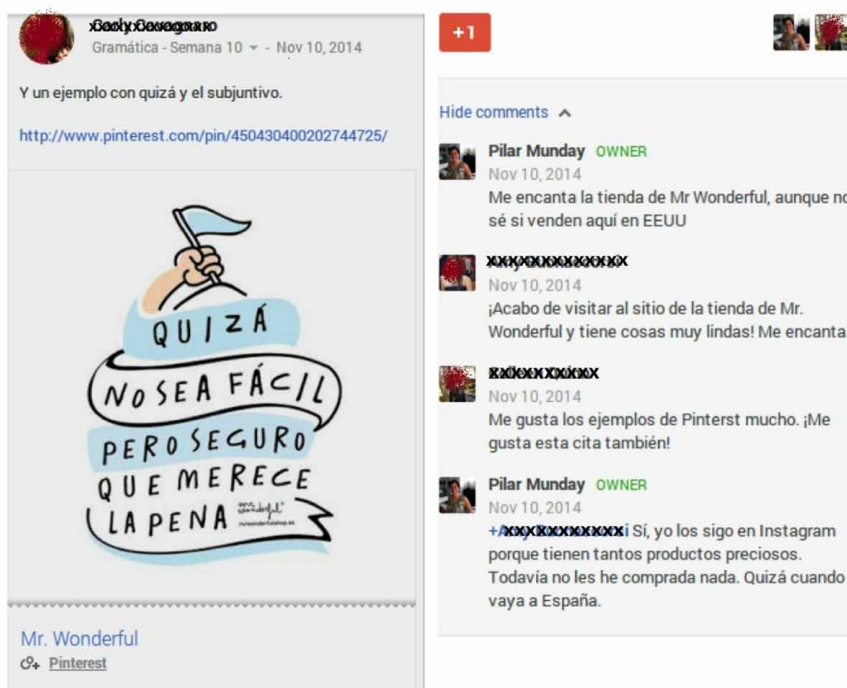 Gramática - Semana 10 - Nov 10, 2014
Y un ejemplo con quizá y el subjuntivo.
http://www.pinterest.com/pin/450430400202744725/
QUIZÁ
NO SEA FÁCIL
PERO SEGURO
QUE MERECE
LA PENA
mr. wonderful*
mrwonderfulshop.es
Mr. Wonderful
Pinterest
+1
Hide comments
Pilar Munday OWNER
Nov 10, 2014
Me encanta la tienda de Mr Wonderful, aunque no
sé si venden aquí en EEUU
Nov 10, 2014
¡Acabo de visitar al sitio de la tienda de Mr.
Wonderful y tiene cosas muy lindas! Me encanta
Nov 10, 2014
Me gusta los ejemplos de Pinterst mucho. ¡Me
gusta esta cita también!
Pilar Munday OWNER
Nov 10, 2014
Sí, yo los sigo en Instagram
porque tienen tantos productos preciosos.
Todavía no les he comprada nada. Quizá cuando
vaya a España.